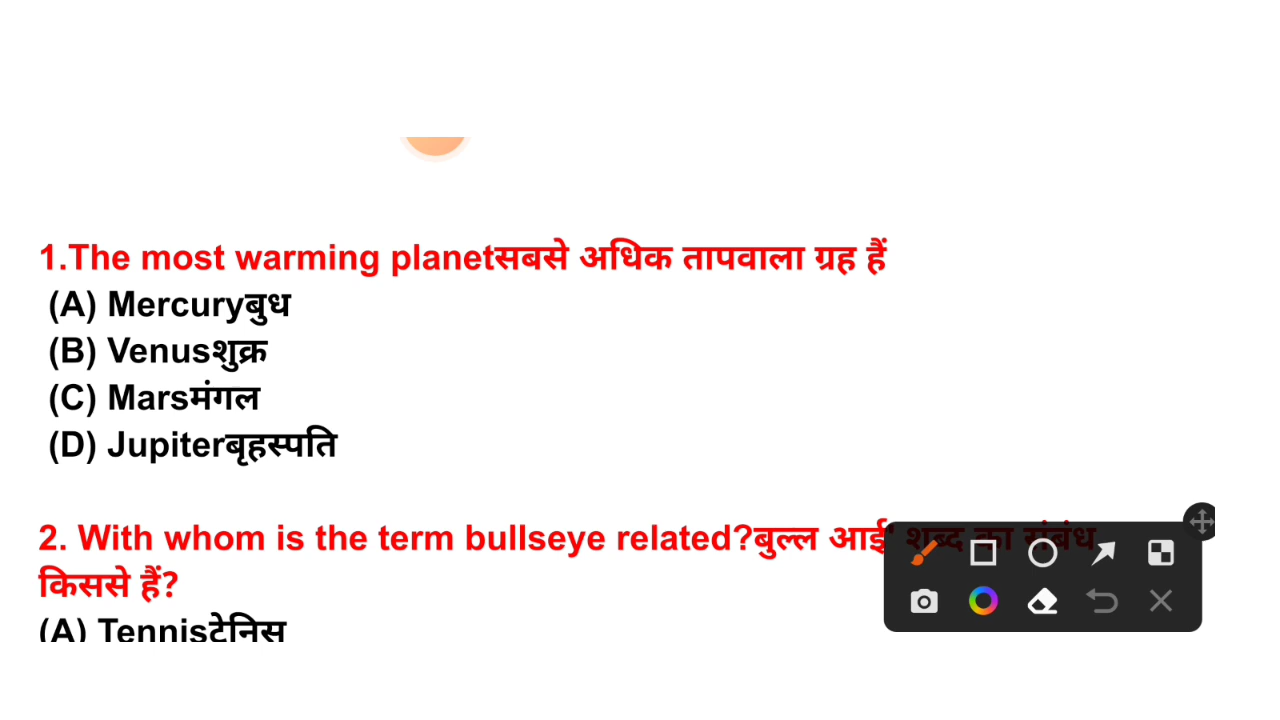 1.The most warming planetसबसे अधिक तापवाला ग्रह हैं
(A) Mercuryबुध
(B) Venusशुक्र
(C) Marsमंगल
(D) Jupiterबृहस्पति
2. With whom is the term bullseye related?बुल्ल आई' शब्द का संबंध
किससे हैं?
(A) Tennisटेनिस